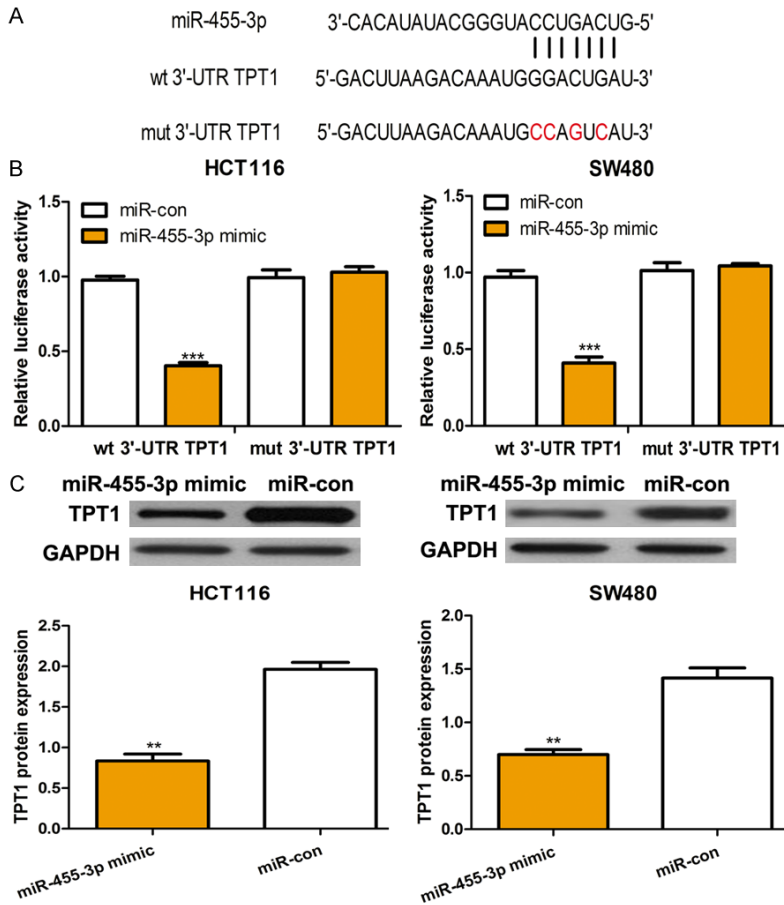 A
miR-455-3p 3'-CACAUAUACGGGUACCUGACUG-5'
wt 3'-UTR TPT1 5'-GACUUAAGACAAAUGGGACUGAU-3'
mut 3'-UTR TPT1 5'-GACUUAAGACAAAUGCCAGUCAU-3'
B
HCT116 SW480
Relative luciferase activity
1.5
1.0
0.5
0.0
miR-con
miR-455-3p mimic
***
wt 3'-UTR TPT1 mut 3'-UTR TPT1
Relative luciferase activity
1.5
1.0
0.5
0.0
miR-con
miR-455-3p mimic
***
wt 3'-UTR TPT1 mut 3'-UTR TPT1
C
miR-455-3p mimic miR-con
TPT1
GAPDH
miR-455-3p mimic miR-con
TPT1
GAPDH
HCT116
TPT1 protein expression
2.5
2.0
1.5
1.0
0.5
0.0
**
miR-455-3p mimic miR-con
SW480
TPT1 protein expression
2.0
1.5
1.0
0.5
0.0
**
miR-455-3p mimic miR-con